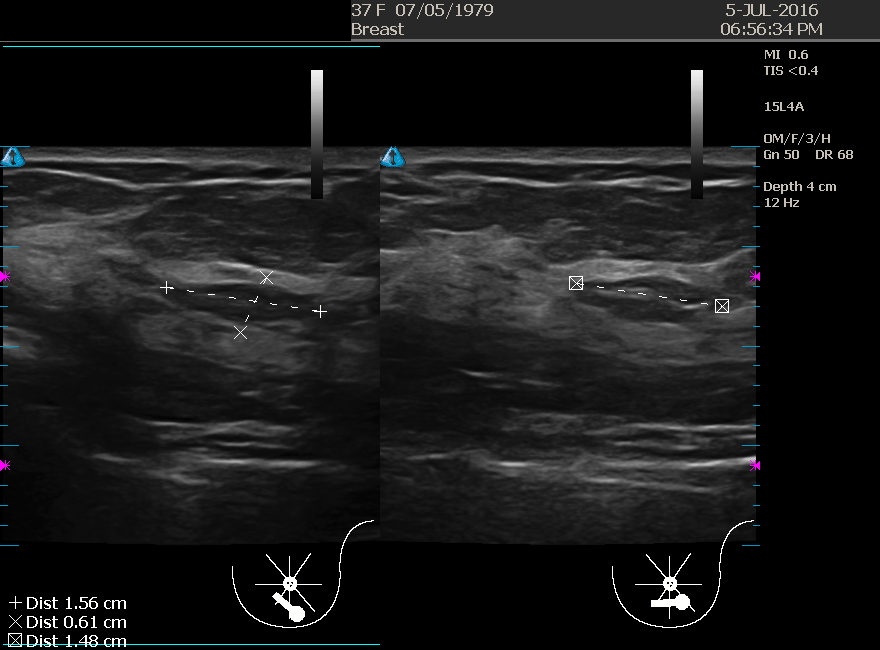 37 F 07/05/1979 5-JUL-2016
Breast 06:56:34 PM
MI 0.6
TIS <0.4
15L4A
OM/F/3/H
Gn 50 DR 68
Depth 4 cm
12 Hz
Dist 1.56 cm
Dist 0.61 cm
Dist 1.48 cm